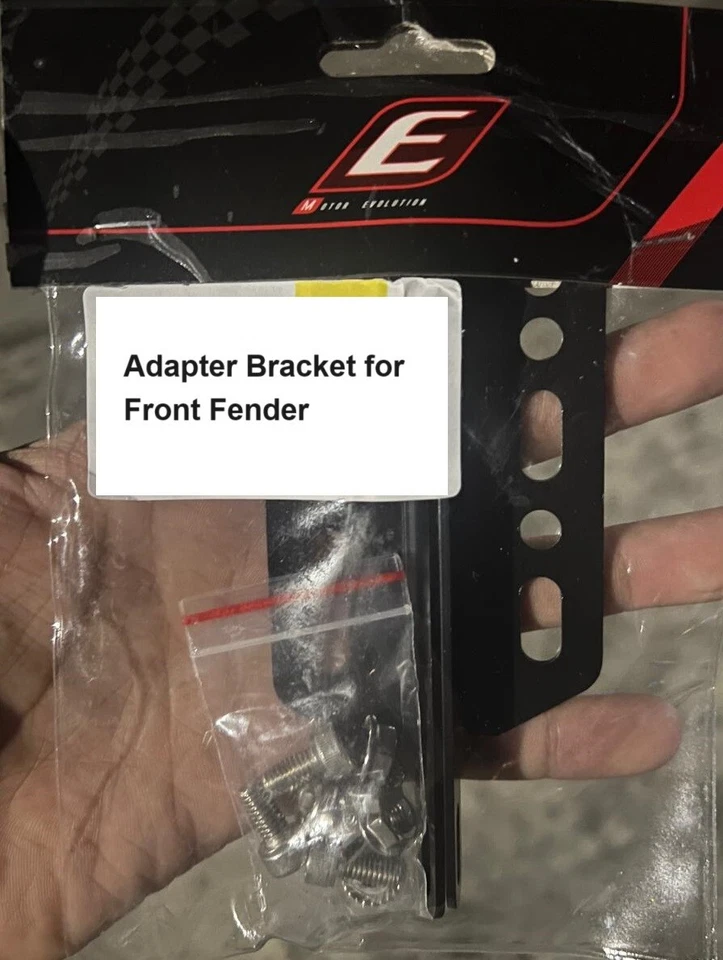 E
MOTOR EVOLUTION
Adapter Bracket for
Front Fender